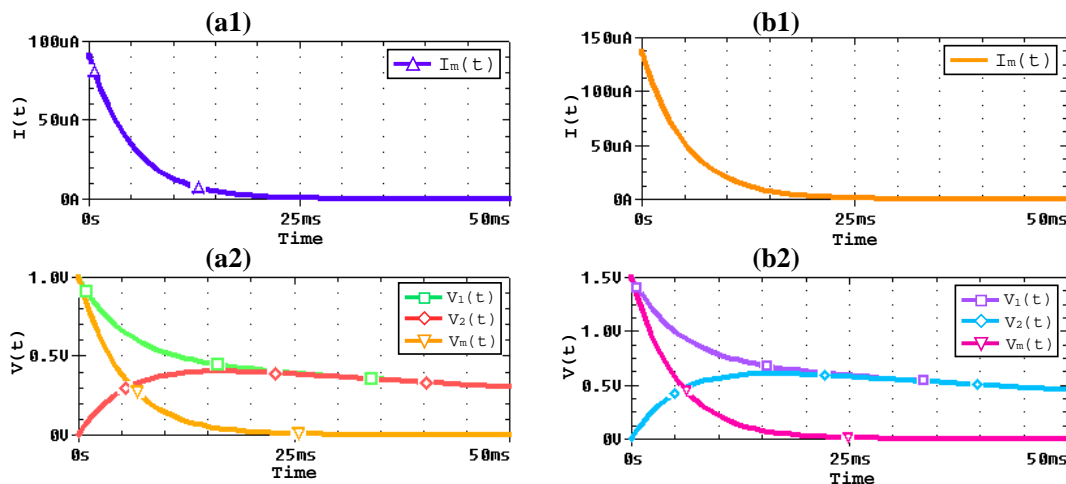 (a1)
100uA
50uA
0A
I(t)
Im(t)
0s
25ms
50ms
Time
(b1)
150uA
100uA
50uA
0A
I(t)
Im(t)
0s
25ms
50ms
Time
(a2)
1.0V
0.5V
0V
V(t)
V1(t)
V2(t)
Vm(t)
0s
25ms
50ms
Time
(b2)
1.5V
1.0V
0.5V
0V
V(t)
V1(t)
V2(t)
Vm(t)
0s
25ms
50ms
Time